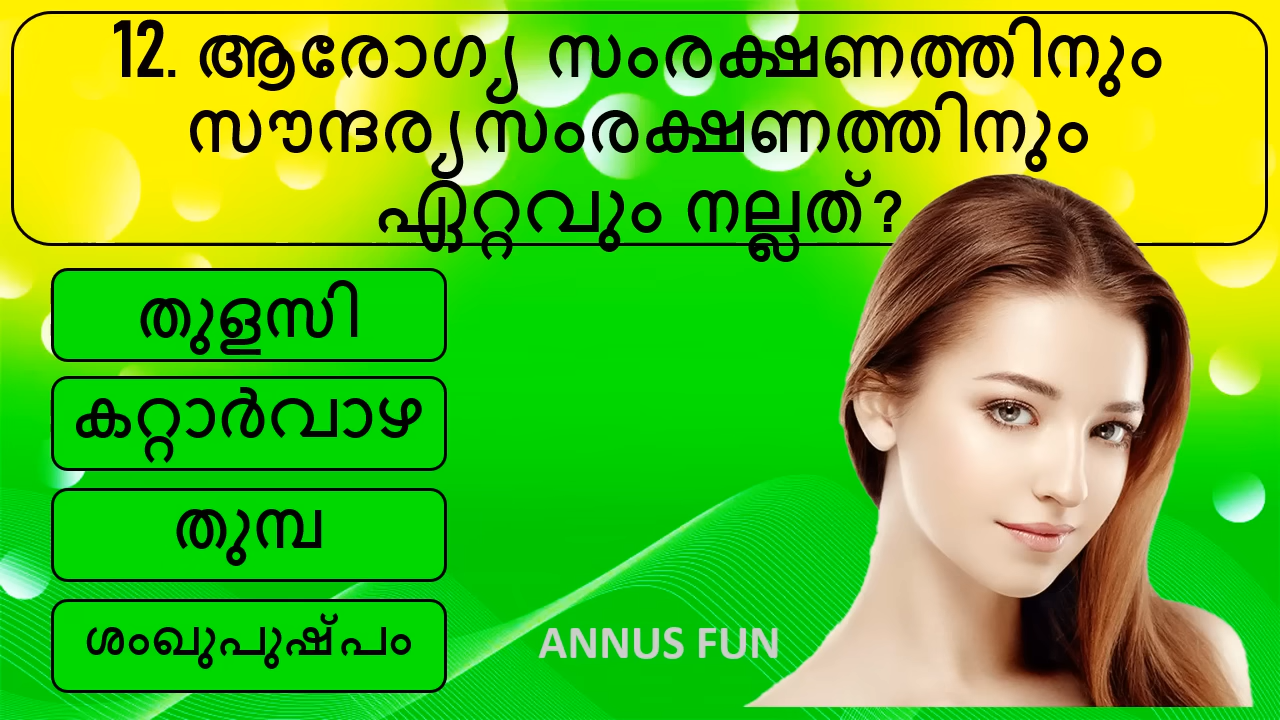 12. ആരോഗ്യ സംരക്ഷണത്തിനും
സൗന്ദര്യസംരക്ഷണത്തിനും
ഏറ്റവും നല്ലത്?
തുളസി
കറ്റാർവാഴ
തുമ്പ
ശംഖുപുഷ്പം
ANNUS FUN